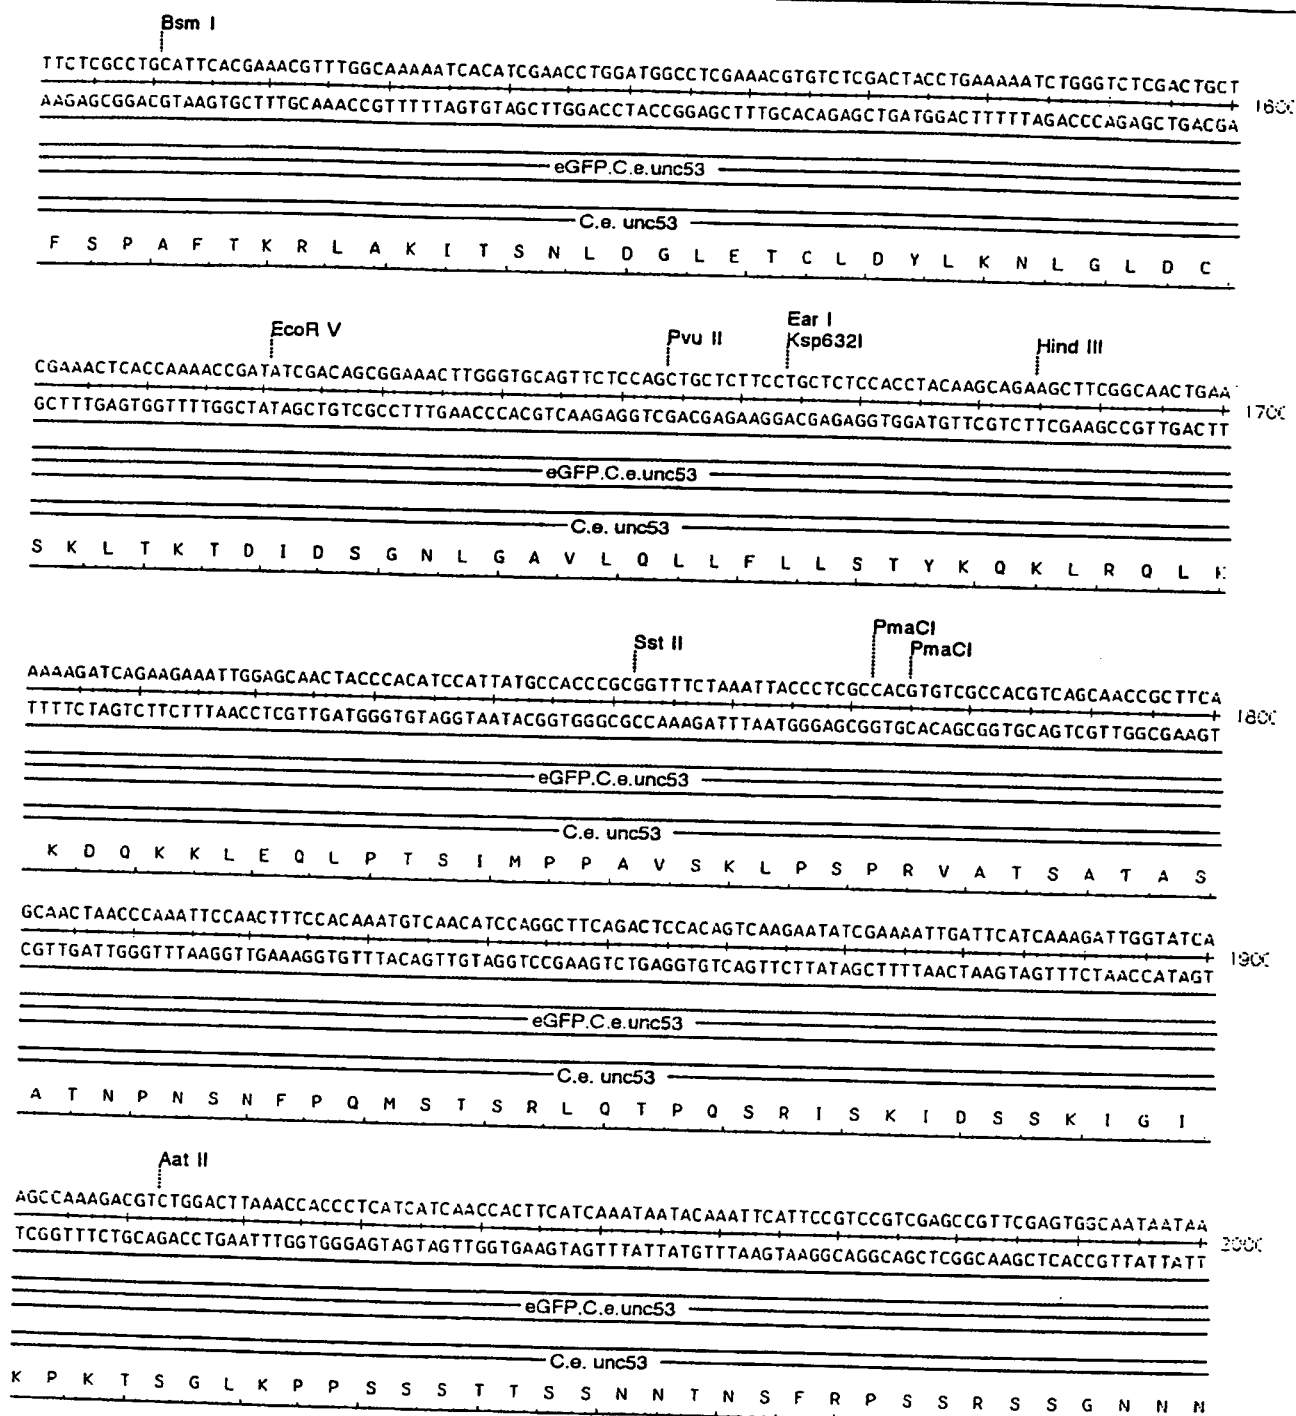 Bsm I
TTCTCGCCTGCATTCACGAAACGTTTGGCAAAAATCACATCGAACCTGGATGGCCTCGAAACGTGTCTCGACTACCTGAAAAATCTGGGTCTCGACTGCT
1600
AAGAGCGGACGTAAGTGCTTTGCAAACCGTTTTTAGTGTAGCTTGGACCTACCGGAGCTTTGCACAGAGCTGATGGACTTTTTAGACCCAGAGCTGACGA
eGFP.C.e.unc53
C.e. unc53
F S P A F T K R L A K I T S N L D G L E T C L D Y L K N L G L D C
EcoR V Pvu II Ear I Ksp632I Hind III
CGAAACTCACCAAAACCGATATCGACAGCGGAAACTTGGGTGCAGTTCTCCAGCTGCTCTTCCTGCTCTCCACCTACAAGCAGAAGCTTCGGCAACTGAA
1700
GCTTTGAGTGGTTTTGGCTATAGCTGTCGCCTTTGAACCCACGTCAAGAGGTCGACGAGAAGGACGAGAGGTGGATGTTCGTCTTCGAAGCCGTTGACTT
eGFP.C.e.unc53
C.e. unc53
S K L T K T D I D S G N L G A V L Q L L F L L S T Y K Q K L R Q L K
Sst II PmaCI PmaCI
AAAAGATCAGAAGAAATTGGAGCAACTACCCACATCCATTATGCCACCCGCGGTTTCTAAATTACCCTCGCCACGTGTCGCCACGTCAGCAACCGCTTCA
1800
TTTTCTAGTCTTCTTTAACCTCGTTGATGGGTGTAGGTAATACGGTGGGCGCCAAAGATTTAATGGGAGCGGTGCACAGCGGTGCAGTCGTTGGCGAAGT
eGFP.C.e.unc53
C.e. unc53
K D Q K K L E Q L P T S I M P P A V S K L P S P R V A T S A T A S
GCAACTAACCCAAATTCCAACTTTCCACAAATGTCAACATCCAGGCTTCAGACTCCACAGTCAAGAATATCGAAAATTGATTCATCAAAGATTGGTATCA
1900
CGTTGATTGGGTTTAAGGTTGAAAGGTGTTTACAGTTGTAGGTCCGAAGTCTGAGGTGTCAGTTCTTATAGCTTTTAACTAAGTAGTTTCTAACCATAGT
eGFP.C.e.unc53
C.e. unc53
A T N P N S N F P Q M S T S R L Q T P Q S R I S K I D S S K I G I
Aat II
AGCCAAAGACGTCTGGACTTAAACCACCCTCATCATCAACCACTTCATCAAATAATACAAATTCATTCCGTCCGTCGAGCCGTTCGAGTGGCAATAATAA
2000
TCGGTTTCTGCAGACCTGAATTTGGTGGGAGTAGTAGTTGGTGAAGTAGTTTATTATGTTTAAGTAAGGCAGGCAGCTCGGCAAGCTCACCGTTATTATT
eGFP.C.e.unc53
C.e. unc53
K P K T S G L K P P S S S T T S S N N T N S F R P S S R S S G N N N